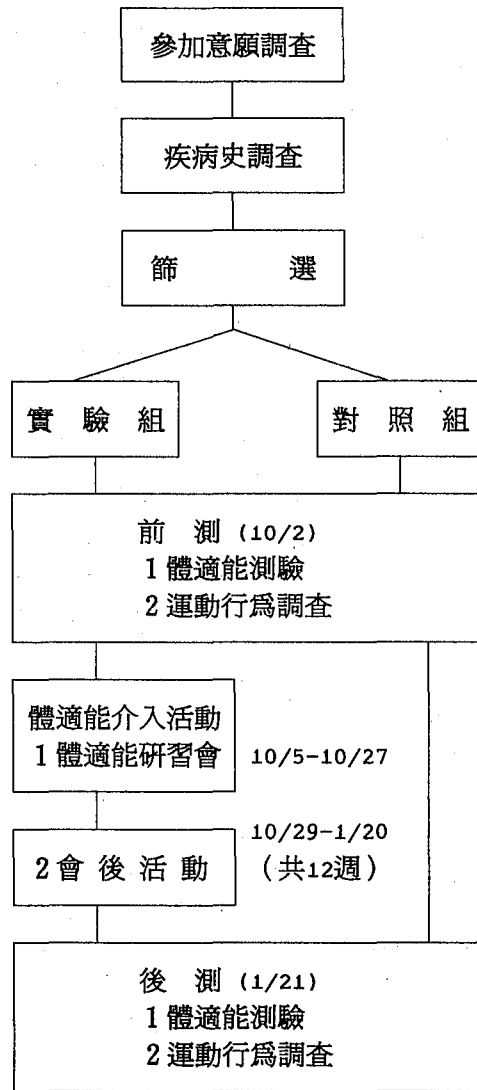 參加意願調查
疾病史調查
篩選
實驗組
對照組
前測 (10/2)
1 體適能測驗
2 運動行爲調查
體適能介入活動
1 體適能研習會
10/5-10/27
10/29-1/20
2 會後活動
(共12週)
後測 (1/21)
1 體適能測驗
2 運動行爲調查